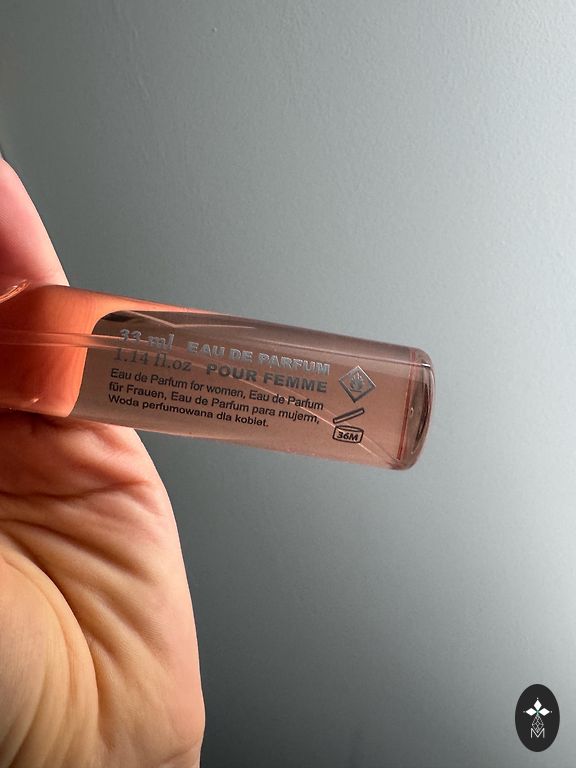 33 ml EAU DE PARFUM
1.14 fl.oz POUR FEMME
Eau de Parfum for women, Eau de Parfum
für Frauen, Eau de Parfum para mujerm,
Woda perfumowana dla kobiet.
36M
M